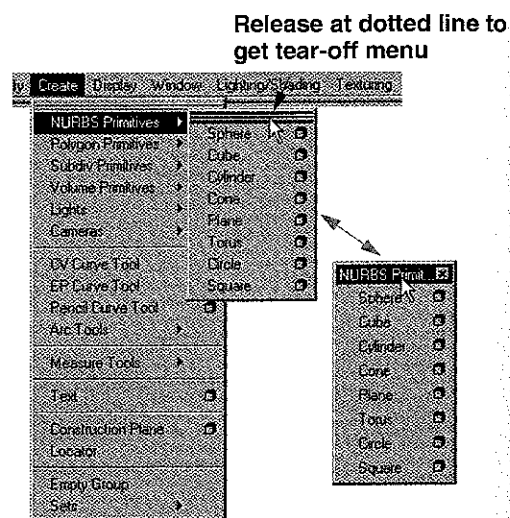 Release at dotted line to
get tear-off menu
Create Display Window Lighting/Shading Texturing
NURBS Primitives
Polygon Primitives
Subdiv Primitives
Volume Primitives
Lights
Cameras
CV Curve Tool
EP Curve Tool
Pencil Curve Tool
Arc Tools
Measure Tools
Text
Construction Plane
Locator
Empty Group
Sets
Sphere
Cube
Cylinder
Cone
Plane
Torus
Circle
Square
NURBS Primit...
Sphere
Cube
Cylinder
Cone
Plane
Torus
Circle
Square